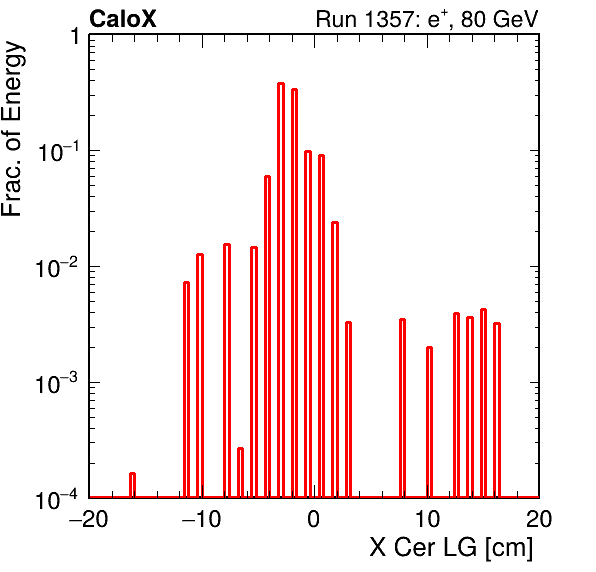 CaloX Run 1357: e⁺, 80 GeV
Frac. of Energy
1
10⁻¹
10⁻²
10⁻³
10⁻⁴
−20 −10 0 10 20
X Cer LG [cm]